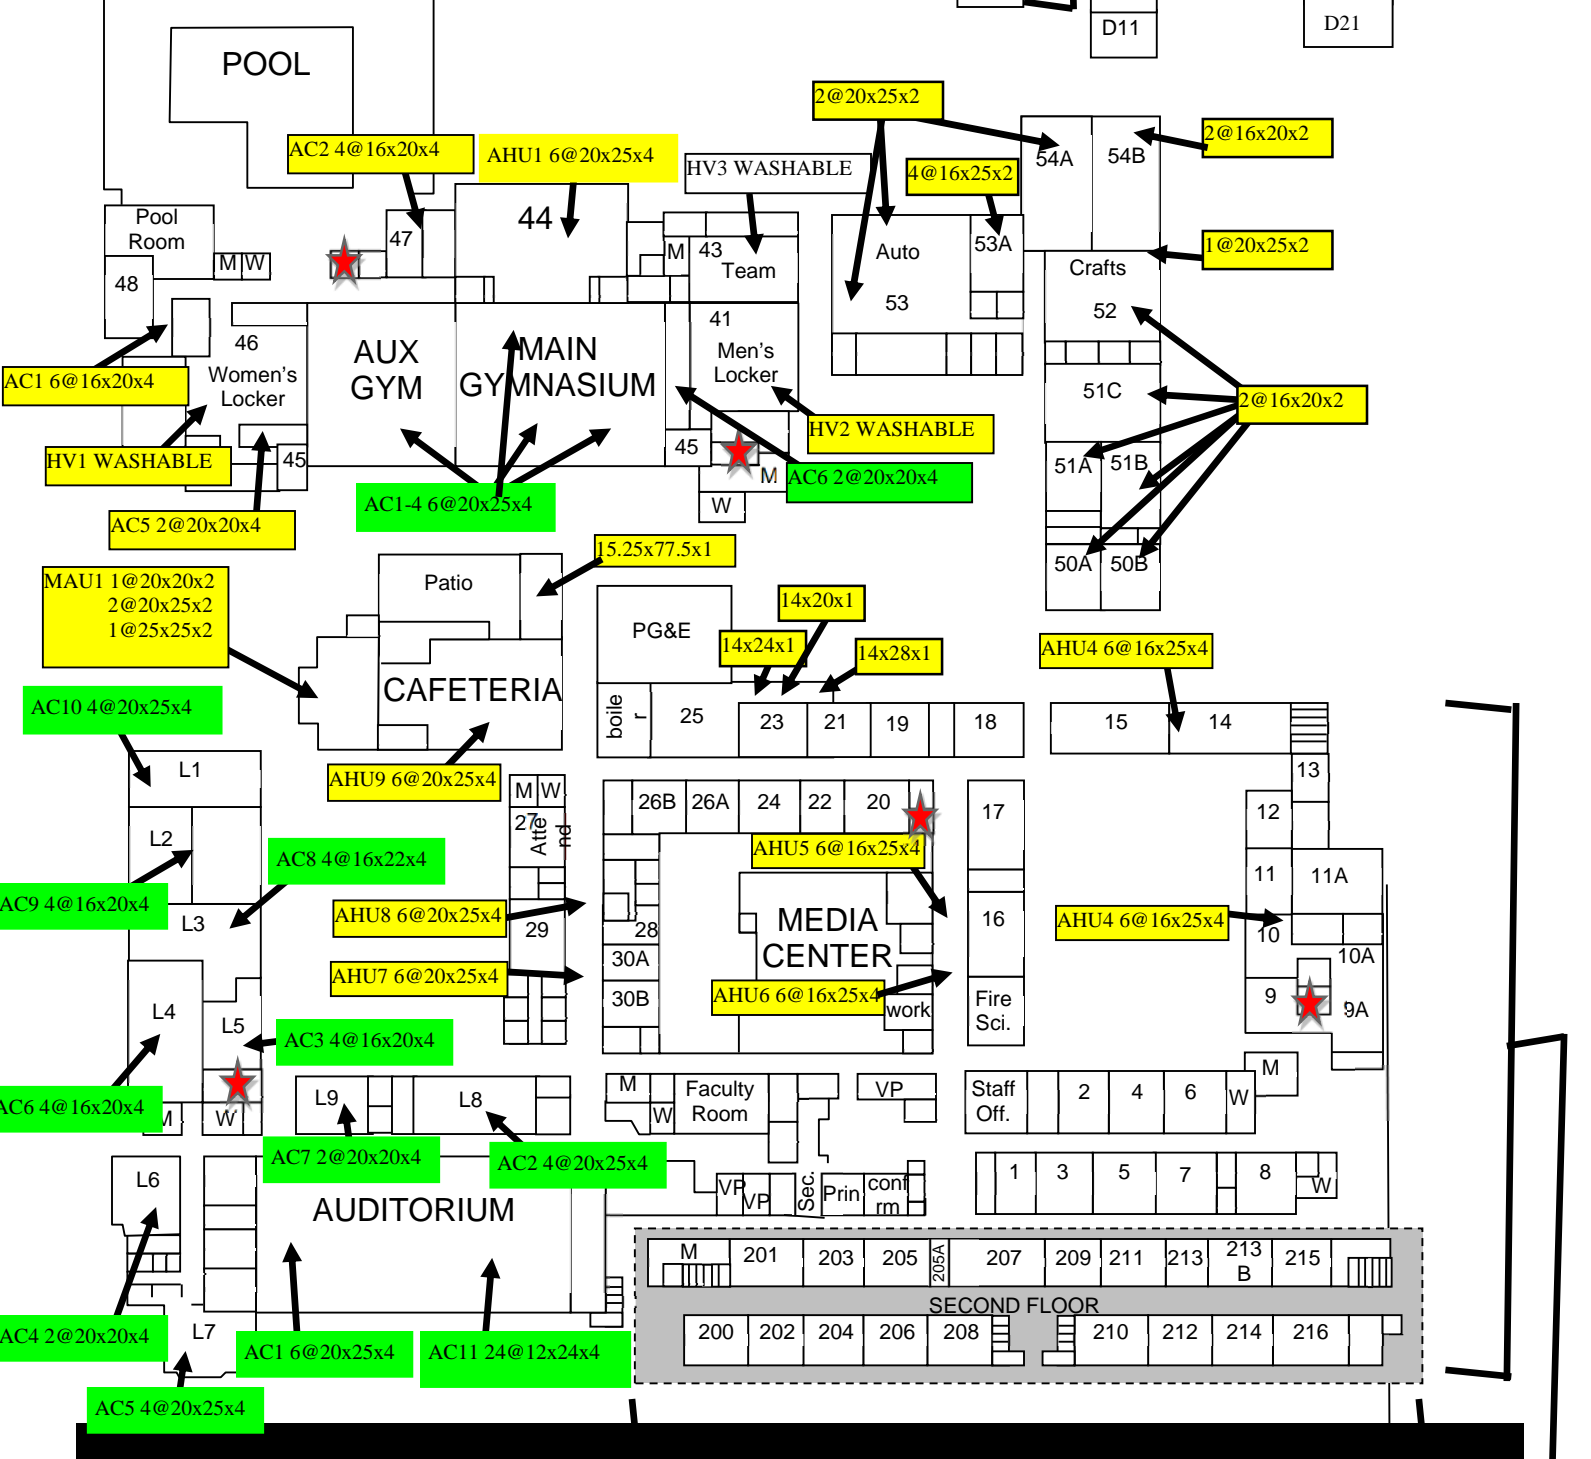 D11
D21
POOL
2@20x25x2
AC2 4@16x20x4
AHU1 6@20x25x4
HV3 WASHABLE
4@16x25x2
54A
54B
2@16x20x2
Pool
Room
M W
48
47
44
M
43
Team
Auto
53
53A
Crafts
52
1@20x25x2
46
Women's
Locker
AUX
GYM
MAIN
GYMNASIUM
41
Men's
Locker
AC1 6@16x20x4
51C
2@16x20x2
HV1 WASHABLE
45
45
HV2 WASHABLE
M
W
AC6 2@20x20x4
51A
51B
AC5 2@20x20x4
AC1-4 6@20x25x4
50A
50B
15.25x77.5x1
MAU1 1@20x20x2
2@20x25x2
1@25x25x2
Patio
CAFETERIA
PG&E
14x20x1
14x24x1
14x28x1
AHU4 6@16x25x4
boile
r
25
23
21
19
18
15
14
AC10 4@20x25x4
L1
AHU9 6@20x25x4
13
M W
27
Atte
nd
26B
26A
24
22
20
17
12
L2
AC8 4@16x22x4
AHU5 6@16x25x4
11
11A
AC9 4@16x20x4
L3
AHU8 6@20x25x4
29
28
MEDIA
CENTER
16
AHU4 6@16x25x4
10
10A
AHU7 6@20x25x4
30A
30B
AHU6 6@16x25x4
work
Fire
Sci.
9
9A
L4
L5
AC3 4@16x20x4
AC6 4@16x20x4
M
W
L9
L8
M
W
Faculty
Room
VP
Staff
Off.
2
4
6
W
M
AC7 2@20x20x4
AC2 4@20x25x4
L6
AUDITORIUM
VP
VP
Sec.
Prin
conf
rm
1
3
5
7
8
W
M
201
203
205
205A
207
209
211
213
213
B
215
SECOND FLOOR
200
202
204
206
208
210
212
214
216
AC4 2@20x20x4
L7
AC1 6@20x25x4
AC11 24@12x24x4
AC5 4@20x25x4